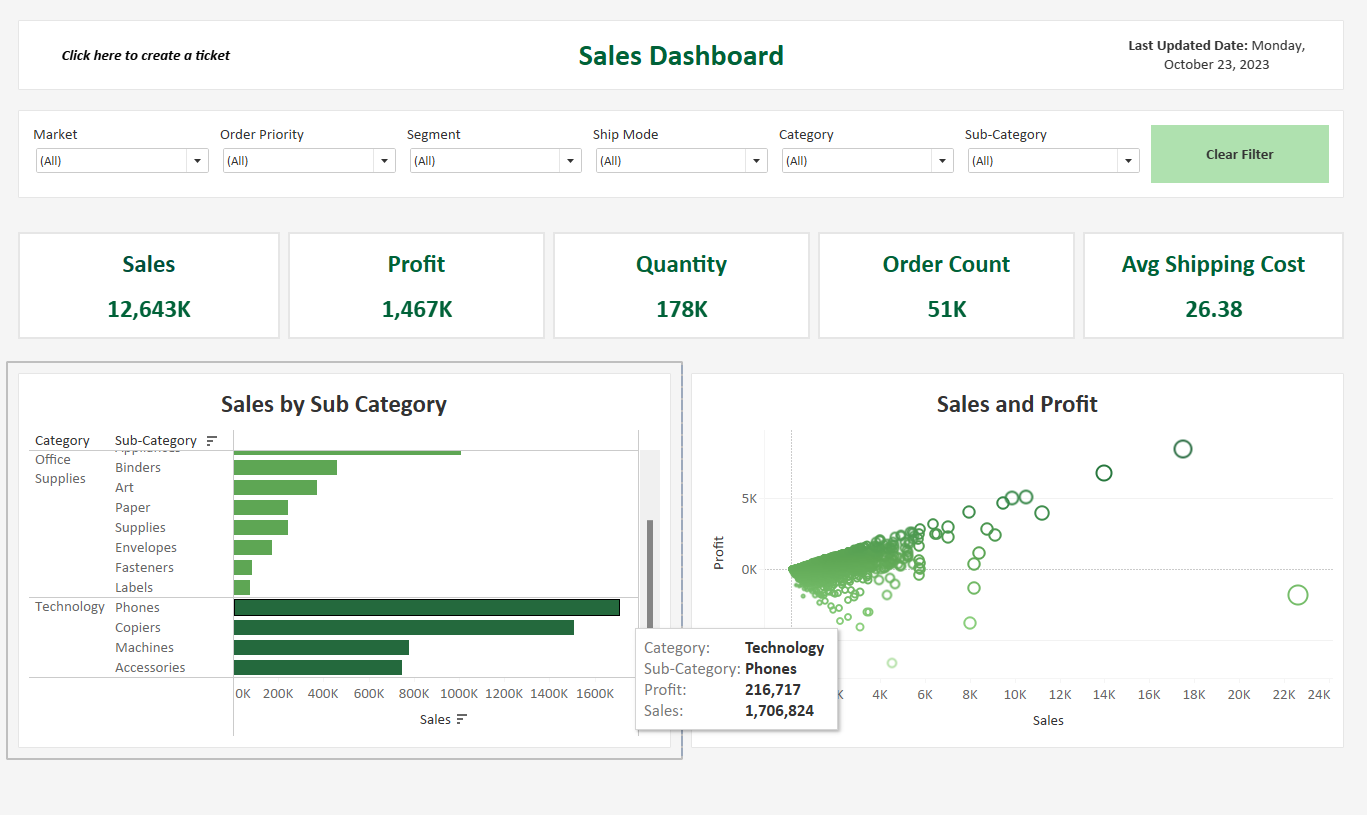 Click here to create a ticket
Sales Dashboard
Last Updated Date: Monday,
October 23, 2023
Market
Order Priority
Segment
Ship Mode
Category
Sub-Category
(All)
(All)
(All)
(All)
(All)
(All)
Clear Filter
Sales
12,643K
Profit
1,467K
Quantity
178K
Order Count
51K
Avg Shipping Cost
26.38
Sales by Sub Category
Category
Sub-Category
Office
Supplies
Binders
Art
Paper
Supplies
Envelopes
Fasteners
Labels
Technology
Phones
Copiers
Machines
Accessories
0K 200K 400K 600K 800K 1000K 1200K 1400K 1600K
Sales
Category: Technology
Sub-Category: Phones
Profit: 216,717
Sales: 1,706,824
Sales and Profit
Profit
5K
0K
4K 6K 8K 10K 12K 14K 16K 18K 20K 22K 24K
Sales